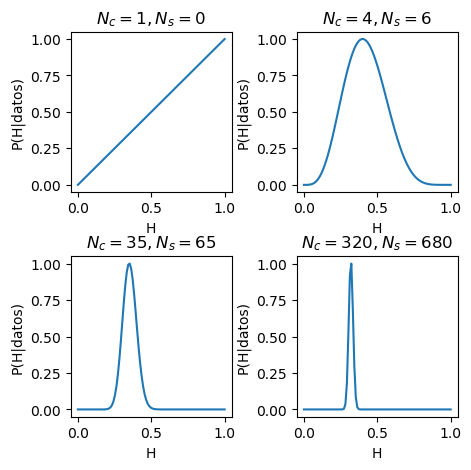 N_c = 1, N_s = 0
1.00
0.75
0.50
0.25
0.00
P(H|datos)
0.0 0.5 1.0
H
N_c = 4, N_s = 6
1.00
0.75
0.50
0.25
0.00
P(H|datos)
0.0 0.5 1.0
H
N_c = 35, N_s = 65
1.00
0.75
0.50
0.25
0.00
P(H|datos)
0.0 0.5 1.0
H
N_c = 320, N_s = 680
1.00
0.75
0.50
0.25
0.00
P(H|datos)
0.0 0.5 1.0
H